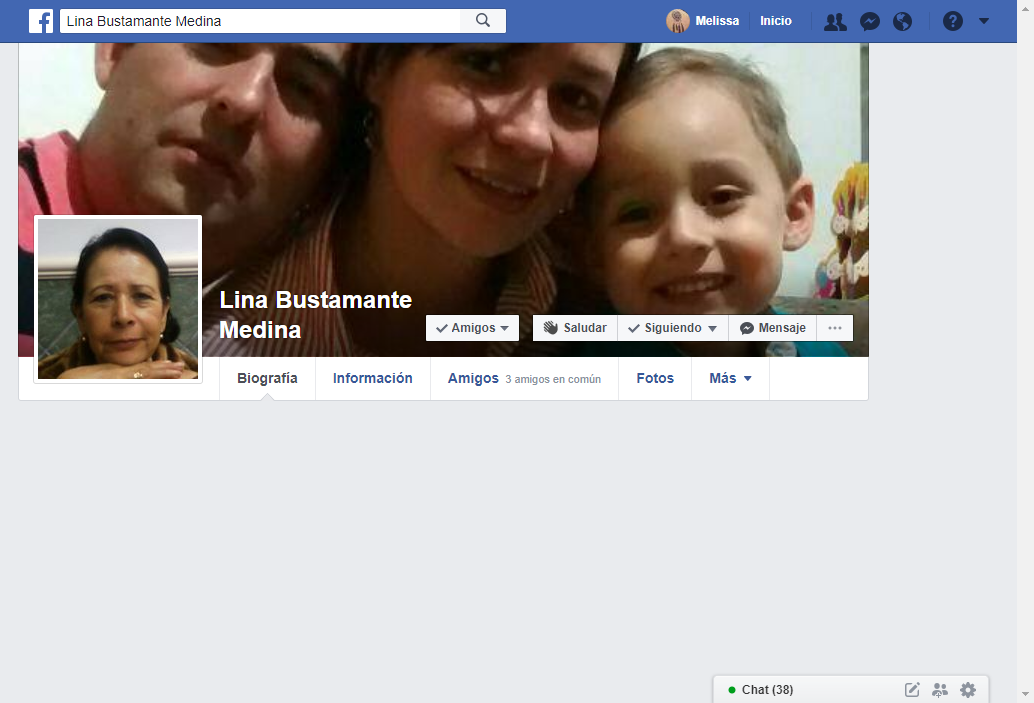 Lina Bustamante Medina
Melissa
Inicio
Lina Bustamante
Medina
Amigos
Saludar
Siguiendo
Mensaje
Biografía
Información
Amigos 3 amigos en común
Fotos
Más
Chat (38)